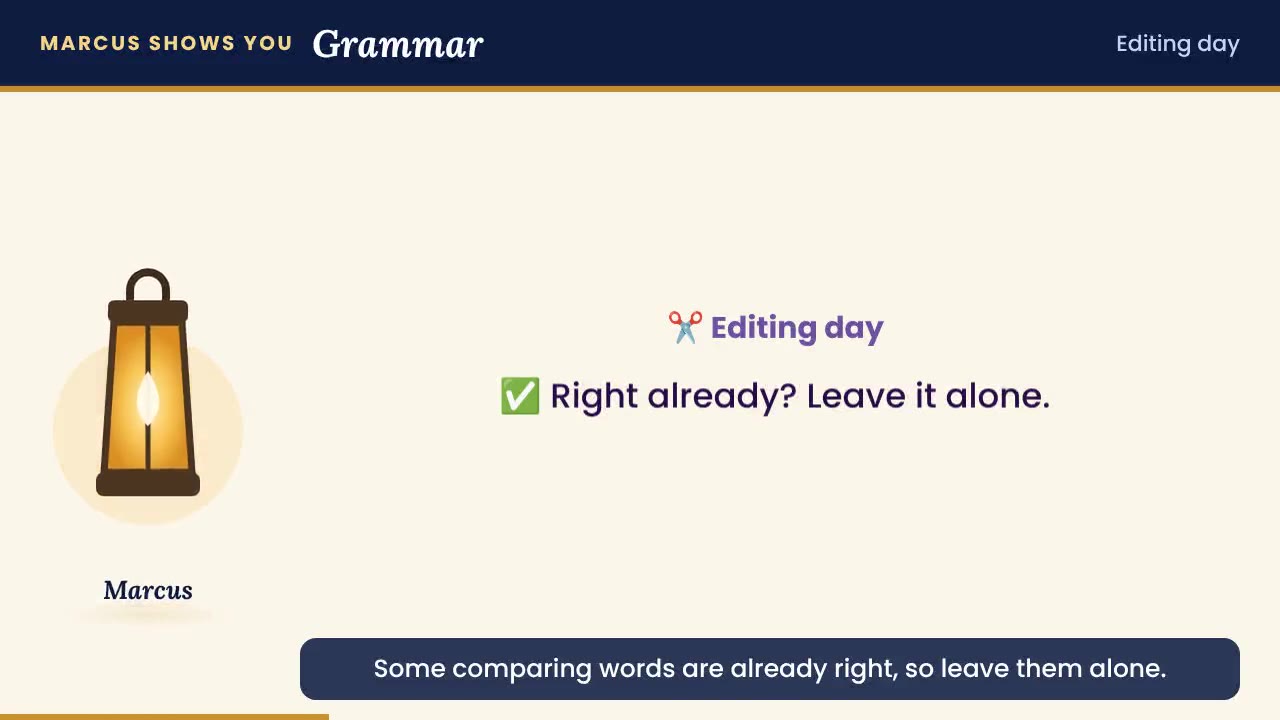 MARCUS SHOWS YOU Grammar
Editing day
✂️ Editing day
✅ Right already? Leave it alone.
Marcus
Some comparing words are already right, so leave them alone.